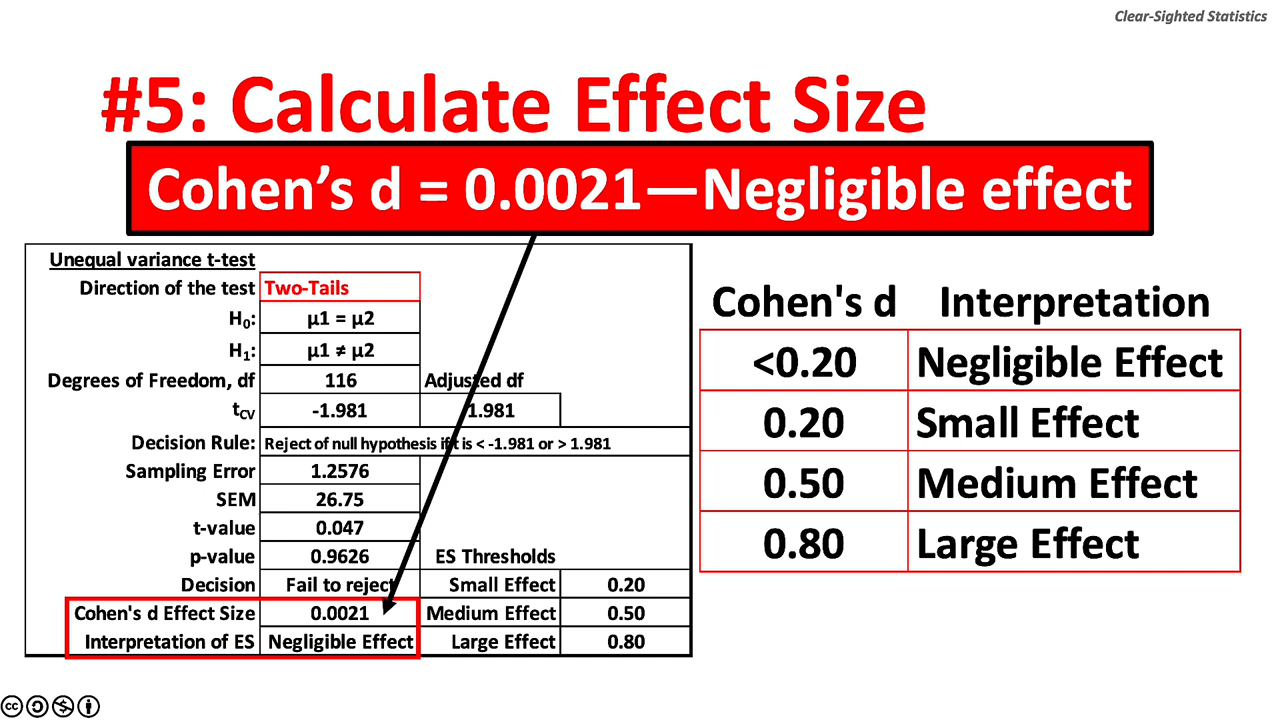 Clear-Sighted Statistics
#5: Calculate Effect Size
Cohen’s d = 0.0021—Negligible effect
Unequal variance t-test
Direction of the test Two-Tails
H0: µ1 = µ2
H1: µ1 ≠ µ2
Degrees of Freedom, df 116 Adjusted df
tCV -1.981 1.981
Decision Rule: Reject of null hypothesis if t is < -1.981 or > 1.981
Sampling Error 1.2576
SEM 26.75
t-value 0.047
p-value 0.9626 ES Thresholds
Decision Fail to reject Small Effect 0.20
Cohen's d Effect Size 0.0021 Medium Effect 0.50
Interpretation of ES Negligible Effect Large Effect 0.80
Cohen's d Interpretation
<0.20 Negligible Effect
0.20 Small Effect
0.50 Medium Effect
0.80 Large Effect
cc